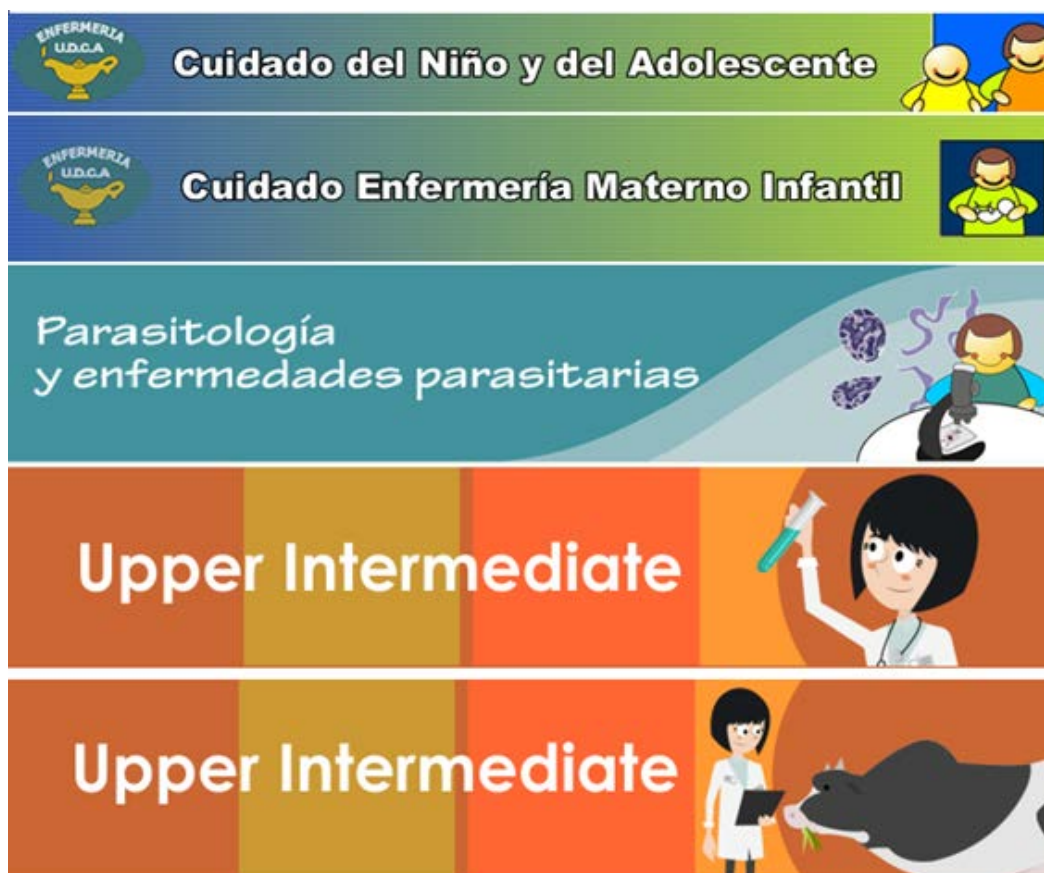 ENFERMERIA
U.D.C.A
Cuidado del Niño y del Adolescente
ENFERMERIA
U.D.C.A
Cuidado Enfermería Materno Infantil
Parasitología
y enfermedades parasitarias
Upper Intermediate
Upper Intermediate